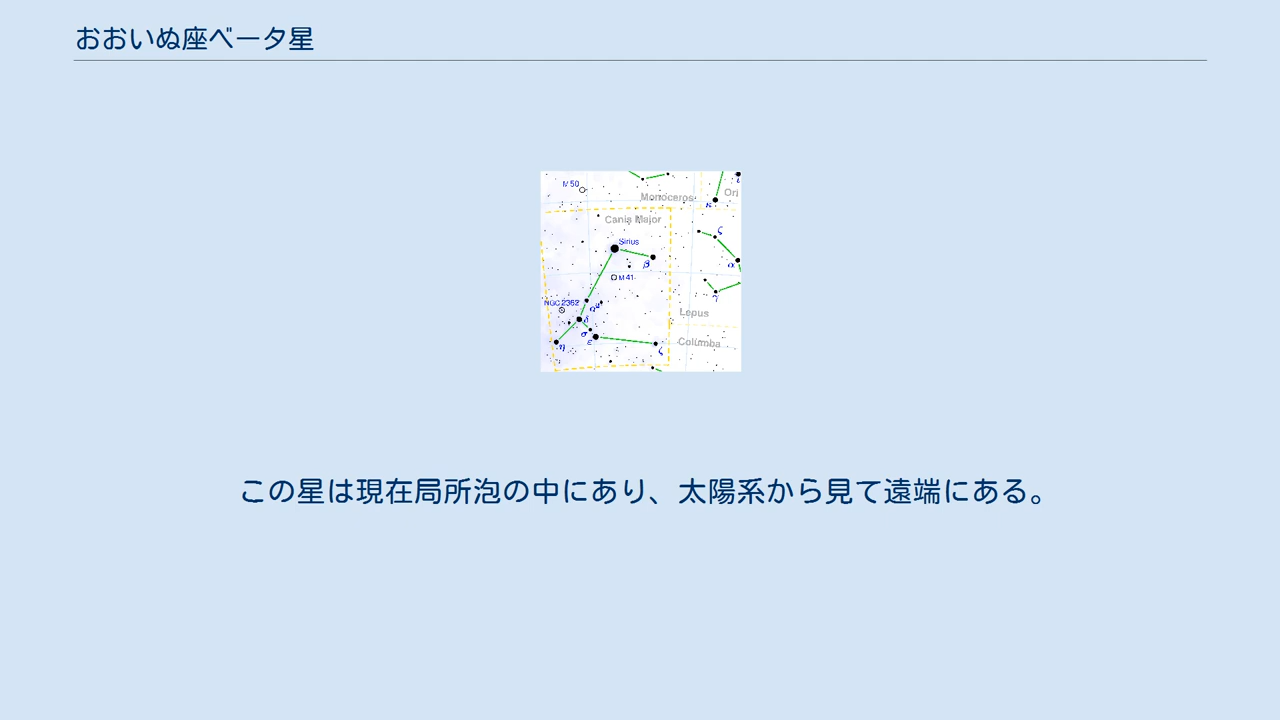 おおいぬ座ベータ星
M 50
Monoceros
Ori
κ
Canis Major
ζ
Sirius
β
α
M 41
γ
NGC 2362
Lepus
δ
σ
ε
η
Columba
ζ
この星は現在局所泡の中にあり、太陽系から見て遠端にある。